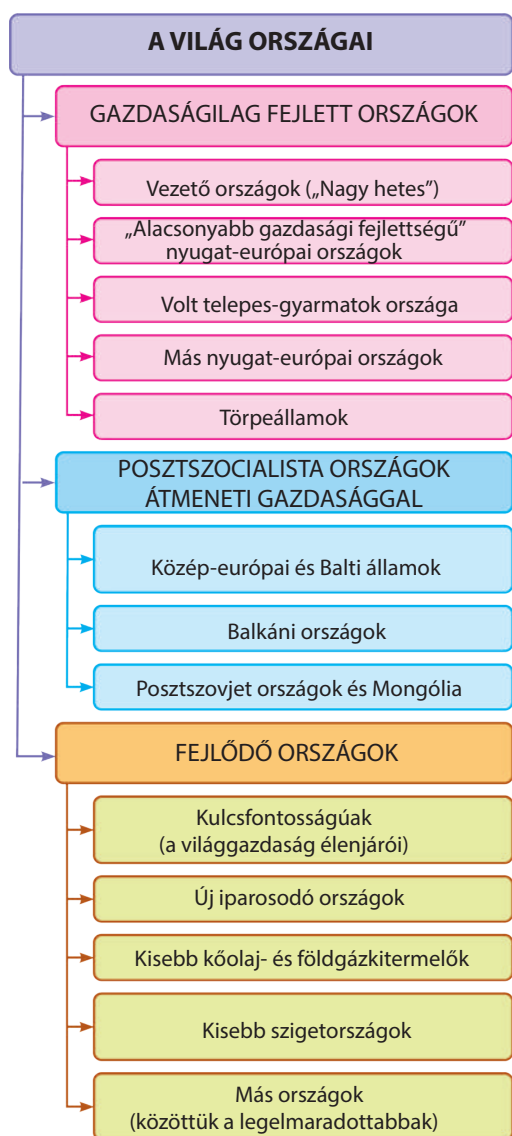 A VILÁG ORSZÁGAI
GAZDASÁGILAG FEJLETT ORSZÁGOK
Vezető országok („Nagy hetes”)
„Alacsonyabb gazdasági fejlettségű”
nyugat-európai országok
Volt telepes-gyarmatok országa
Más nyugat-európai országok
Törpeállamok
POSZTSZOCIALISTA ORSZÁGOK
ÁTMENETI GAZDASÁGGAL
Közép-európai és Balti államok
Balkáni országok
Posztszovjet országok és Mongólia
FEJLŐDŐ ORSZÁGOK
Kulcsfontosságúak
(a világgazdaság élenjárói)
Új iparosodó országok
Kisebb kőolaj- és földgázkitermelők
Kisebb szigetországok
Más országok
(közöttük a legelmaradottabbak)